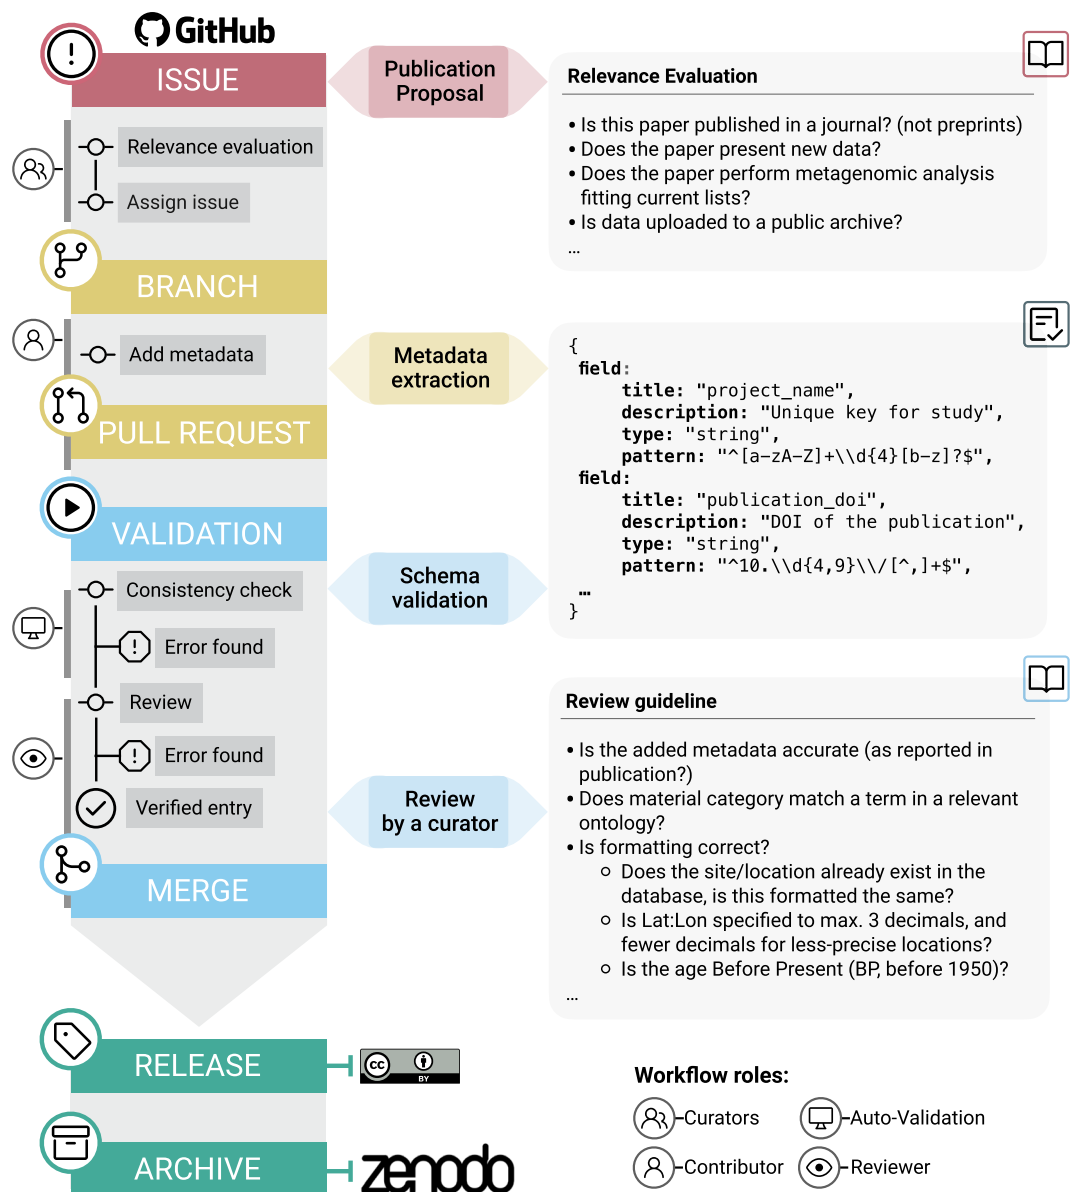 GitHub
ISSUE
Relevance evaluation
Assign issue
BRANCH
Add metadata
PULL REQUEST
VALIDATION
Consistency check
Error found
Review
Error found
Verified entry
MERGE
RELEASE
cc
BY
ARCHIVE
zenodo
Publication
Proposal
Metadata
extraction
Schema
validation
Review
by a curator
Relevance Evaluation
• Is this paper published in a journal? (not preprints)
• Does the paper present new data?
• Does the paper perform metagenomic analysis
fitting current lists?
• Is data uploaded to a public archive?
...
{
field:
title: "project_name",
description: "Unique key for study",
type: "string",
pattern: "^[a-zA-Z]+\\d{4}[b-z]?$",
field:
title: "publication_doi",
description: "DOI of the publication",
type: "string",
pattern: "^10.\\d{4,9}\\/[^,]+$",
...
}
Review guideline
• Is the added metadata accurate (as reported in
publication?)
• Does material category match a term in a relevant
ontology?
• Is formatting correct?
○ Does the site/location already exist in the
database, is this formatted the same?
○ Is Lat:Lon specified to max. 3 decimals, and
fewer decimals for less-precise locations?
○ Is the age Before Present (BP, before 1950)?
...
Workflow roles:
Curators
Auto-Validation
Contributor
Reviewer